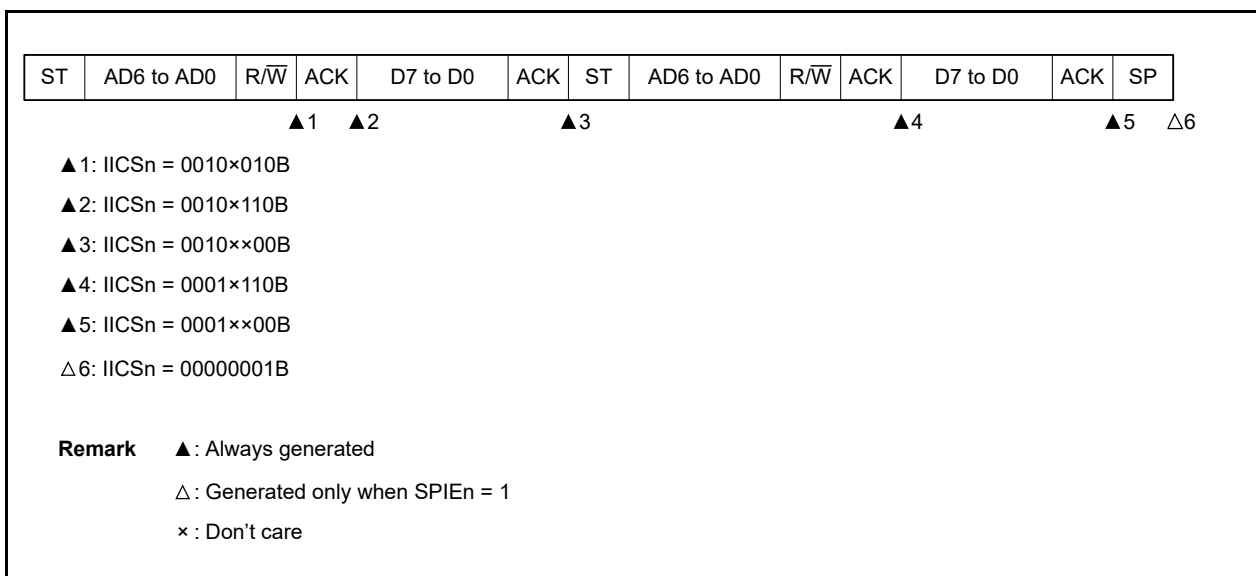 ST AD6 to AD0 R/W̅ ACK D7 to D0 ACK ST AD6 to AD0 R/W̅ ACK D7 to D0 ACK SP
▲1 ▲2 ▲3 ▲4 ▲5 △6
▲1: IICSn = 0010×010B
▲2: IICSn = 0010×110B
▲3: IICSn = 0010××00B
▲4: IICSn = 0001×110B
▲5: IICSn = 0001××00B
△6: IICSn = 00000001B
Remark ▲: Always generated
△: Generated only when SPIEn = 1
×: Don't care